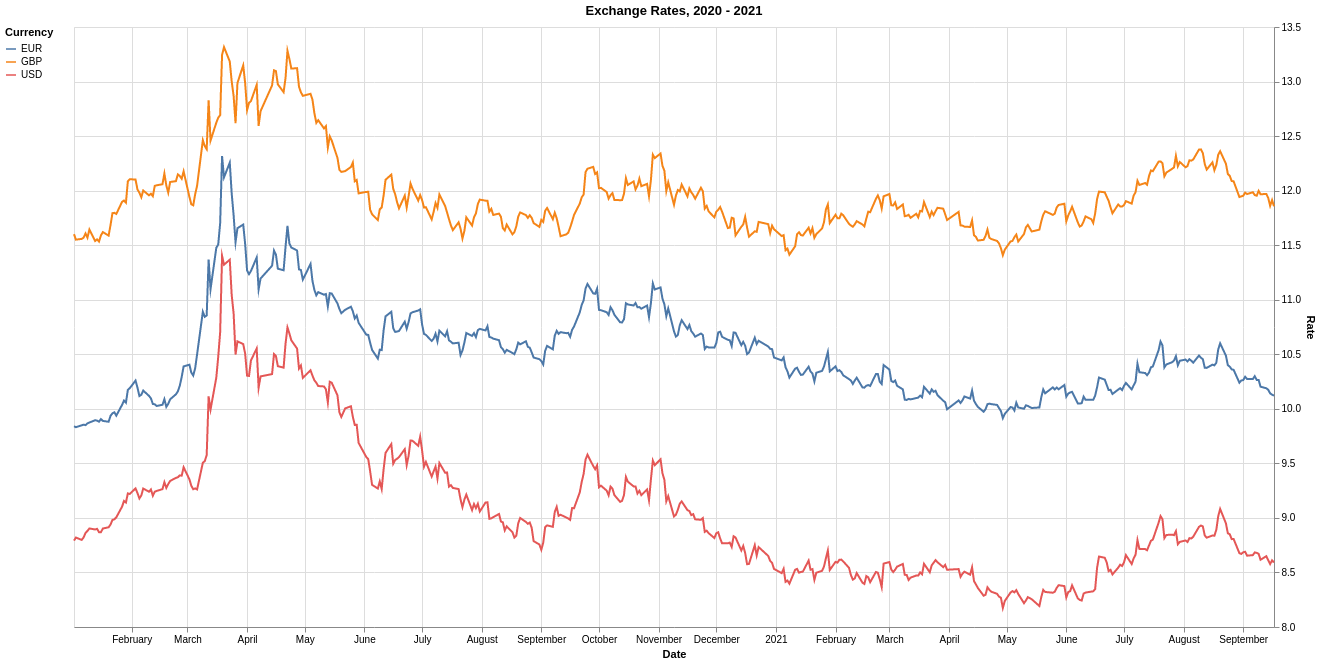 Exchange Rates, 2020 - 2021
Currency
EUR
GBP
USD
13.5
13.0
12.5
12.0
11.5
11.0
10.5
10.0
9.5
9.0
8.5
8.0
Rate
February March April May June July August September October November December 2021 February March April May June July August September
Date